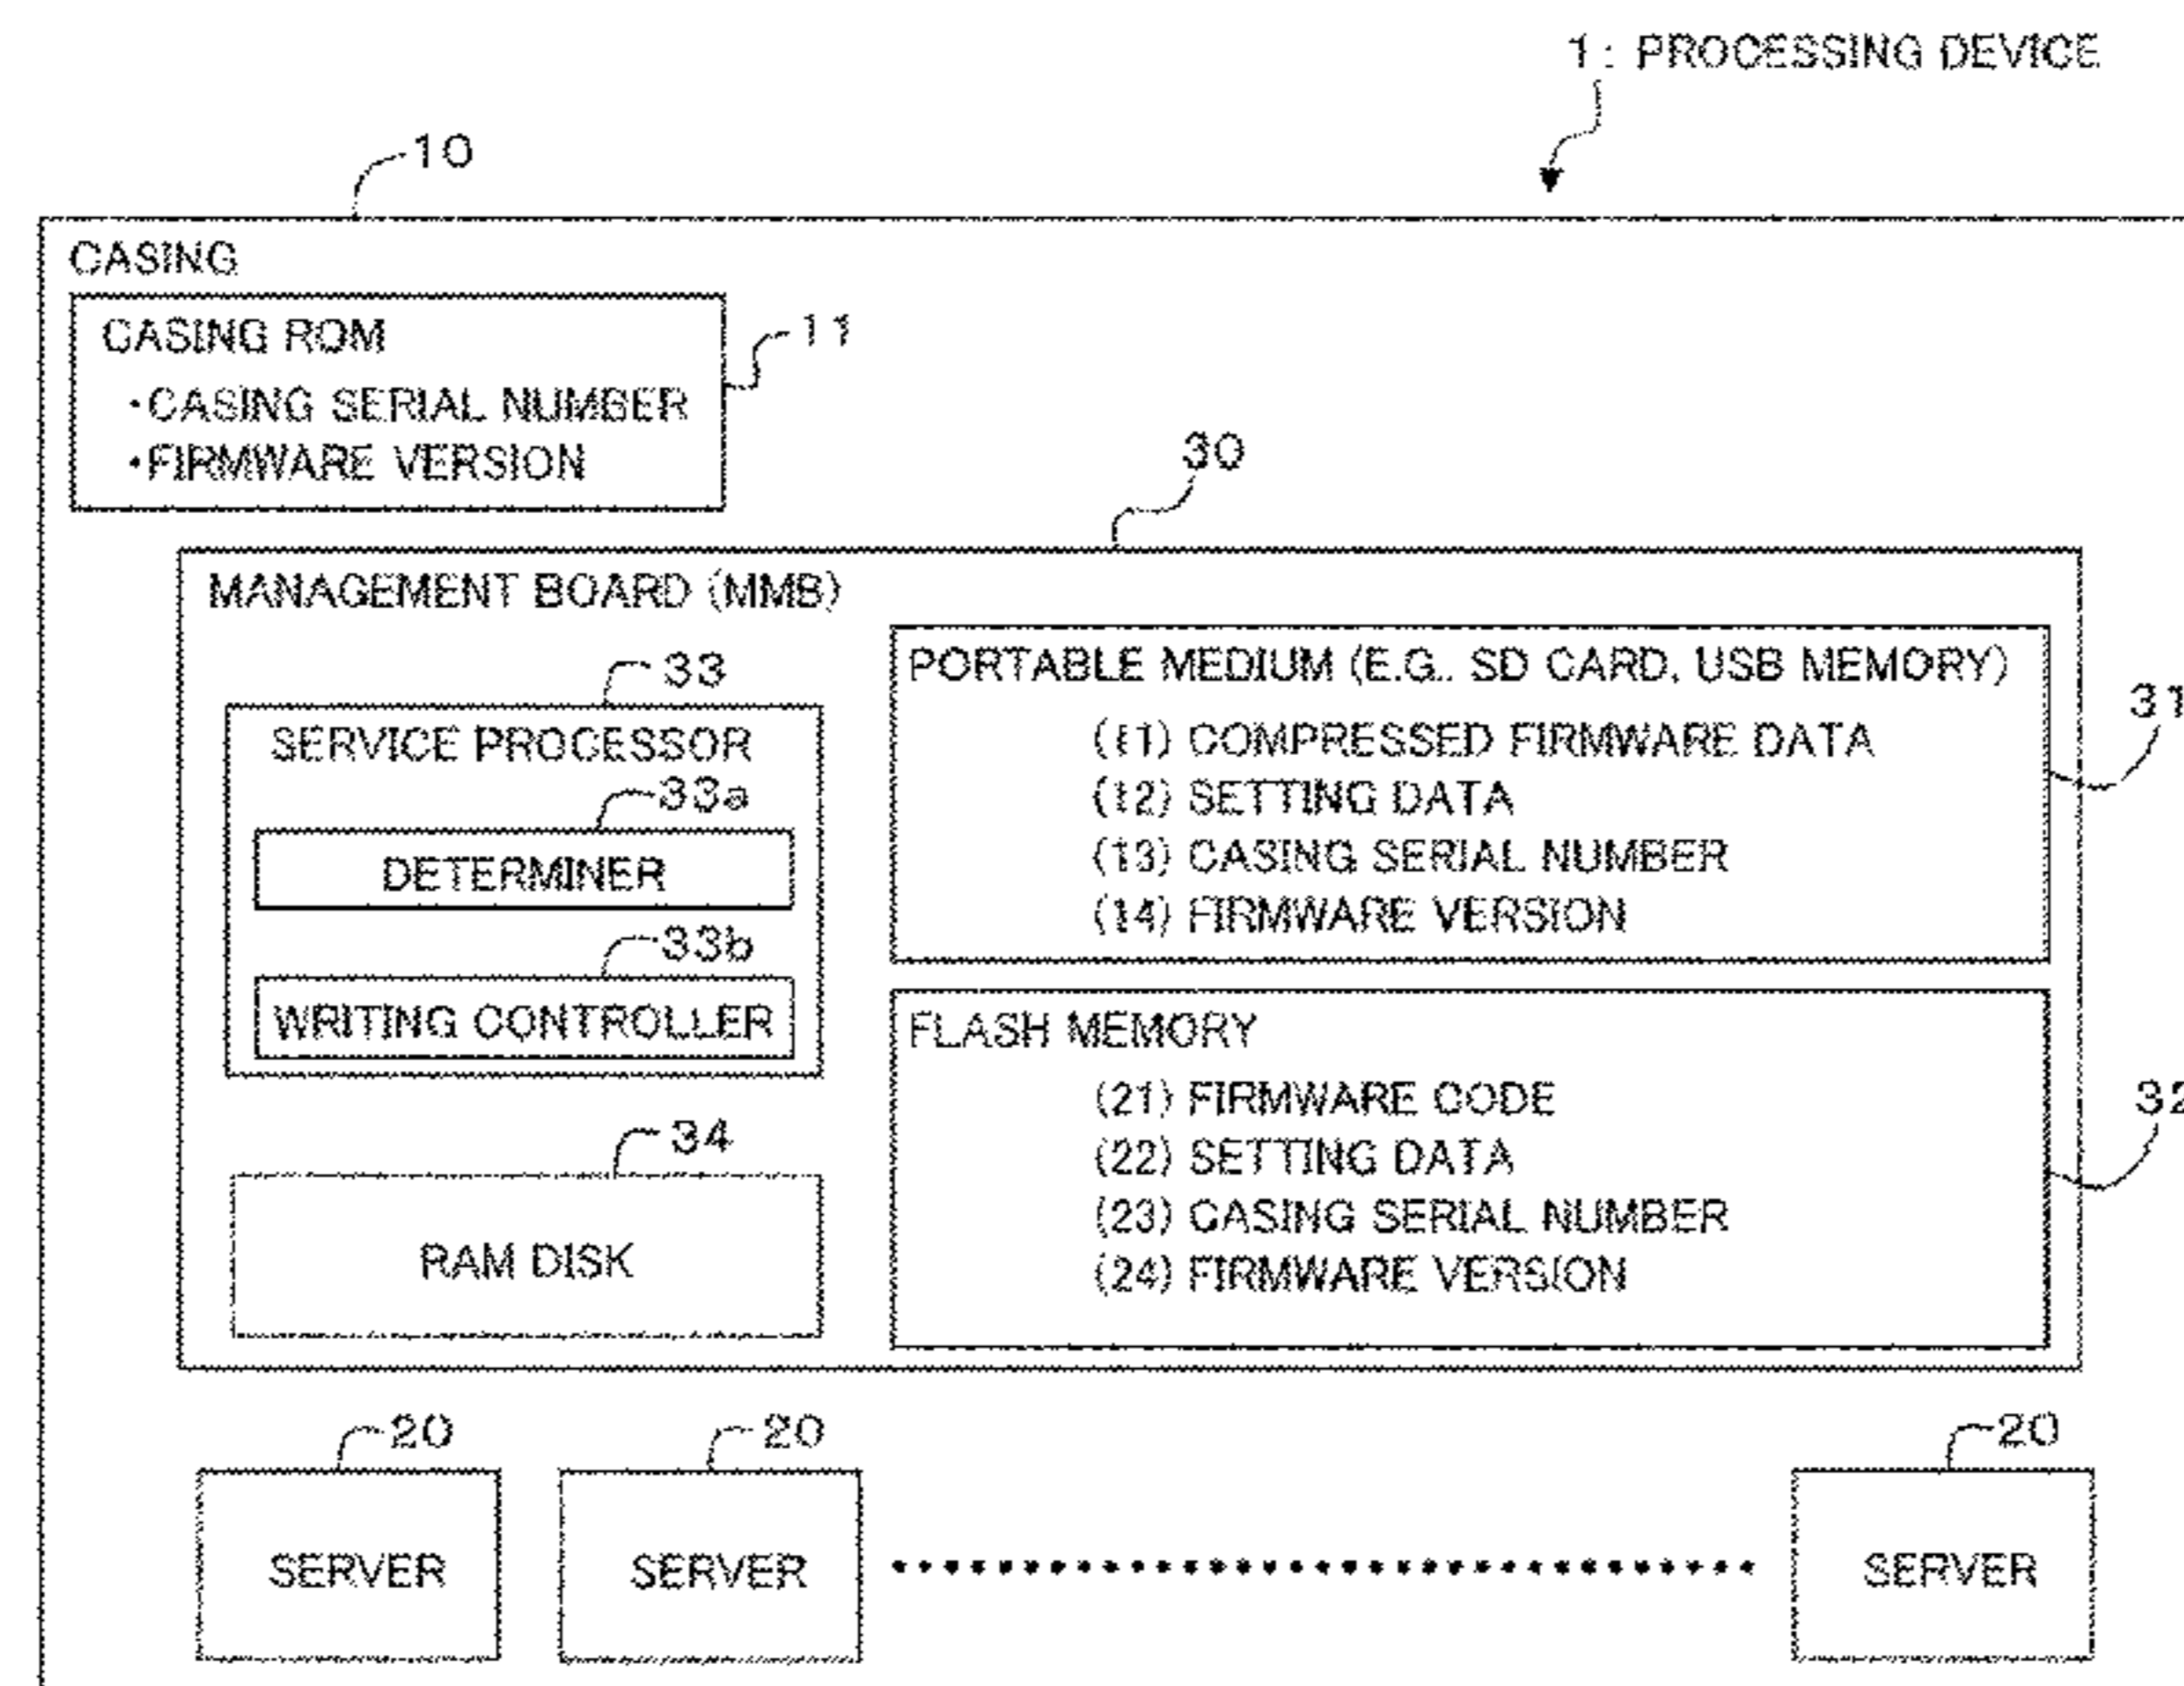 1: PROCESSING DEVICE
10
CASING
CASING ROM
11
・CASING SERIAL NUMBER
・FIRMWARE VERSION
30
MANAGEMENT BOARD (MMB)
33
SERVICE PROCESSOR
33a
DETERMINER
33b
WRITING CONTROLLER
34
RAM DISK
PORTABLE MEDIUM (E.G., SD CARD, USB MEMORY)
31
(11) COMPRESSED FIRMWARE DATA
(12) SETTING DATA
(13) CASING SERIAL NUMBER
(14) FIRMWARE VERSION
FLASH MEMORY
32
(21) FIRMWARE CODE
(22) SETTING DATA
(23) CASING SERIAL NUMBER
(24) FIRMWARE VERSION
20
20
20
SERVER
SERVER
SERVER